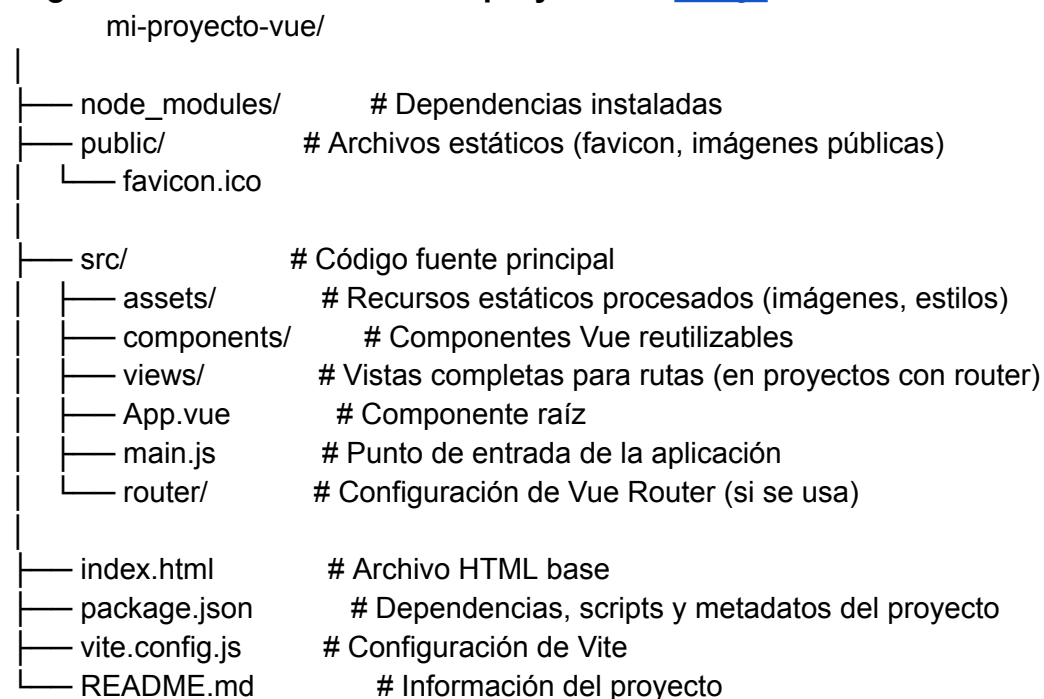 mi-proyecto-vue/
│
├── node_modules/ # Dependencias instaladas
├── public/ # Archivos estáticos (favicon, imágenes públicas)
│ └── favicon.ico
│
├── src/ # Código fuente principal
│ ├── assets/ # Recursos estáticos procesados (imágenes, estilos)
│ ├── components/ # Componentes Vue reutilizables
│ ├── views/ # Vistas completas para rutas (en proyectos con router)
│ ├── App.vue # Componente raíz
│ ├── main.js # Punto de entrada de la aplicación
│ └── router/ # Configuración de Vue Router (si se usa)
│
├── index.html # Archivo HTML base
├── package.json # Dependencias, scripts y metadatos del proyecto
├── vite.config.js # Configuración de Vite
└── README.md # Información del proyecto